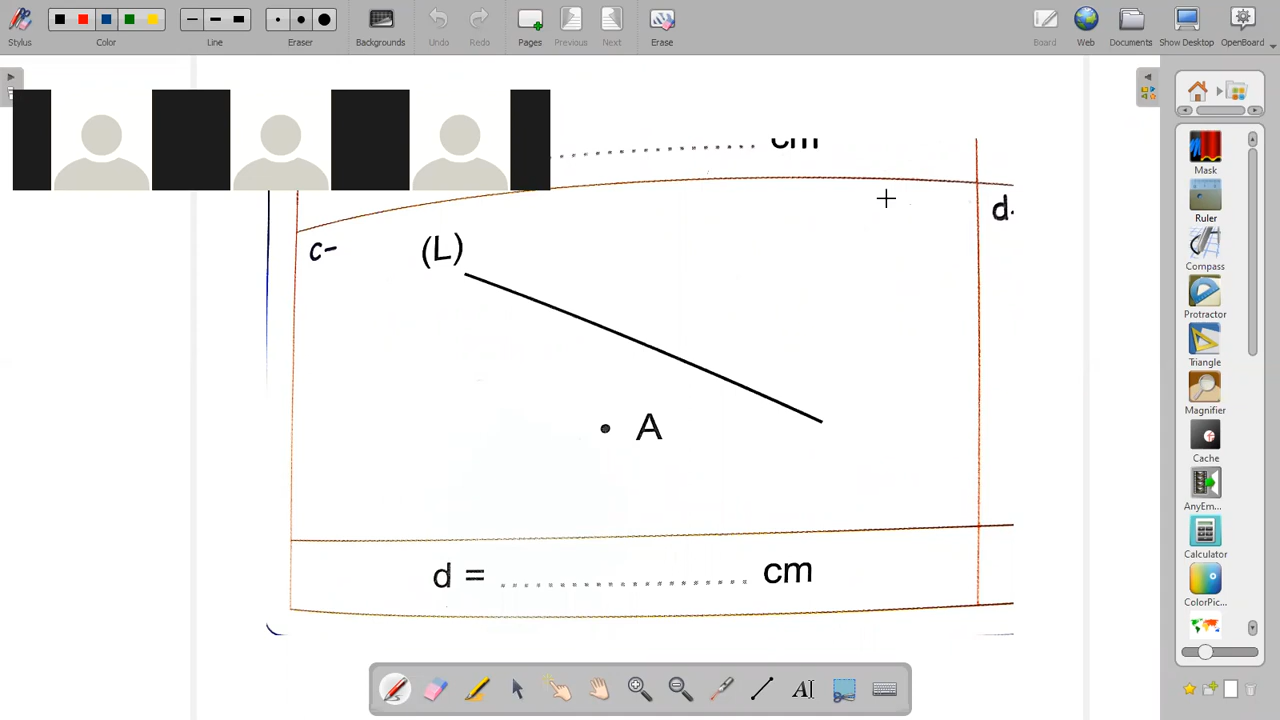 Stylus
Color
Line
Eraser
Backgrounds
Undo
Redo
Pages
Previous
Next
Erase
Board
Web
Documents
Show Desktop
OpenBoard
cm
c-
(L)
d-
A
d = .................... cm
Mask
Ruler
Compass
Protractor
Triangle
Magnifier
Cache
AnyEm...
Calculator
ColorPic...
AI